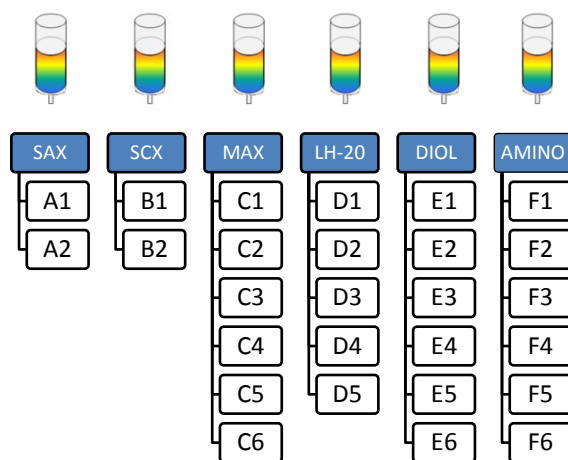 SAX SCX MAX LH-20 DIOL AMINO
A1 B1 C1 D1 E1 F1
A2 B2 C2 D2 E2 F2
C3 D3 E3 F3
C4 D4 E4 F4
C5 D5 E5 F5
C6 E6 F6